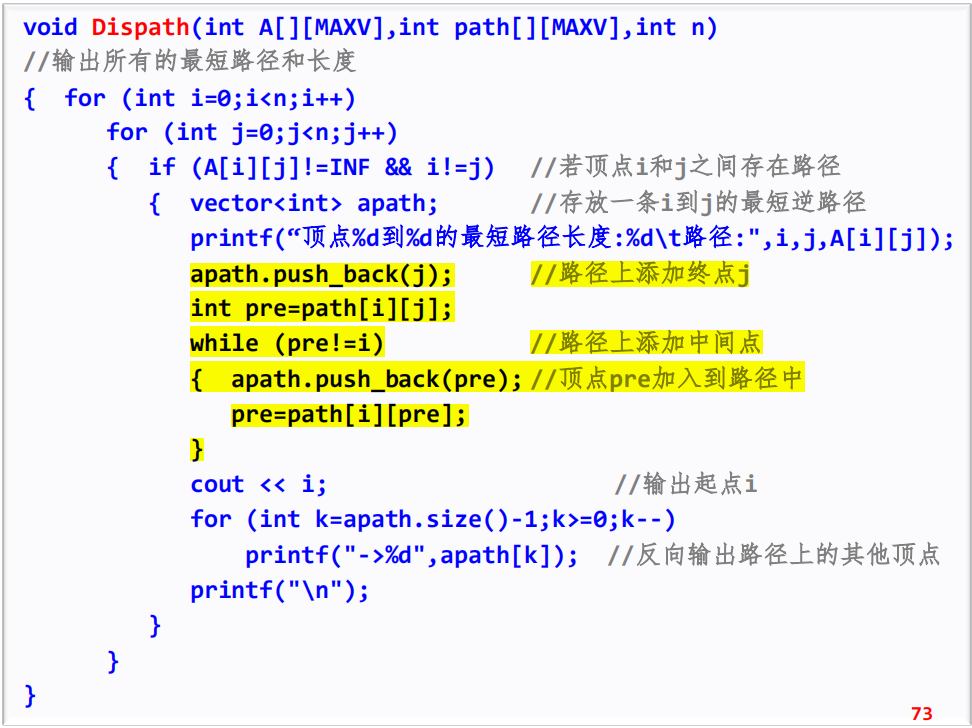 void Dispath(int A[][MAXV],int path[][MAXV],int n)
//输出所有的最短路径和长度
{ for (int i=0;i<n;i++)
for (int j=0;j<n;j++)
{ if (A[i][j]!=INF && i!=j) //若顶点i和j之间存在路径
{ vector<int> apath; //存放一条i到j的最短逆路径
printf(“顶点%d到%d的最短路径长度:%d\t路径:",i,j,A[i][j]);
apath.push_back(j); //路径上添加终点j
int pre=path[i][j];
while (pre!=i) //路径上添加中间点
{ apath.push_back(pre); //顶点pre加入到路径中
pre=path[i][pre];
}
cout << i; //输出起点i
for (int k=apath.size()-1;k>=0;k--)
printf("->%d",apath[k]); //反向输出路径上的其他顶点
printf("\n");
}
}
}
73